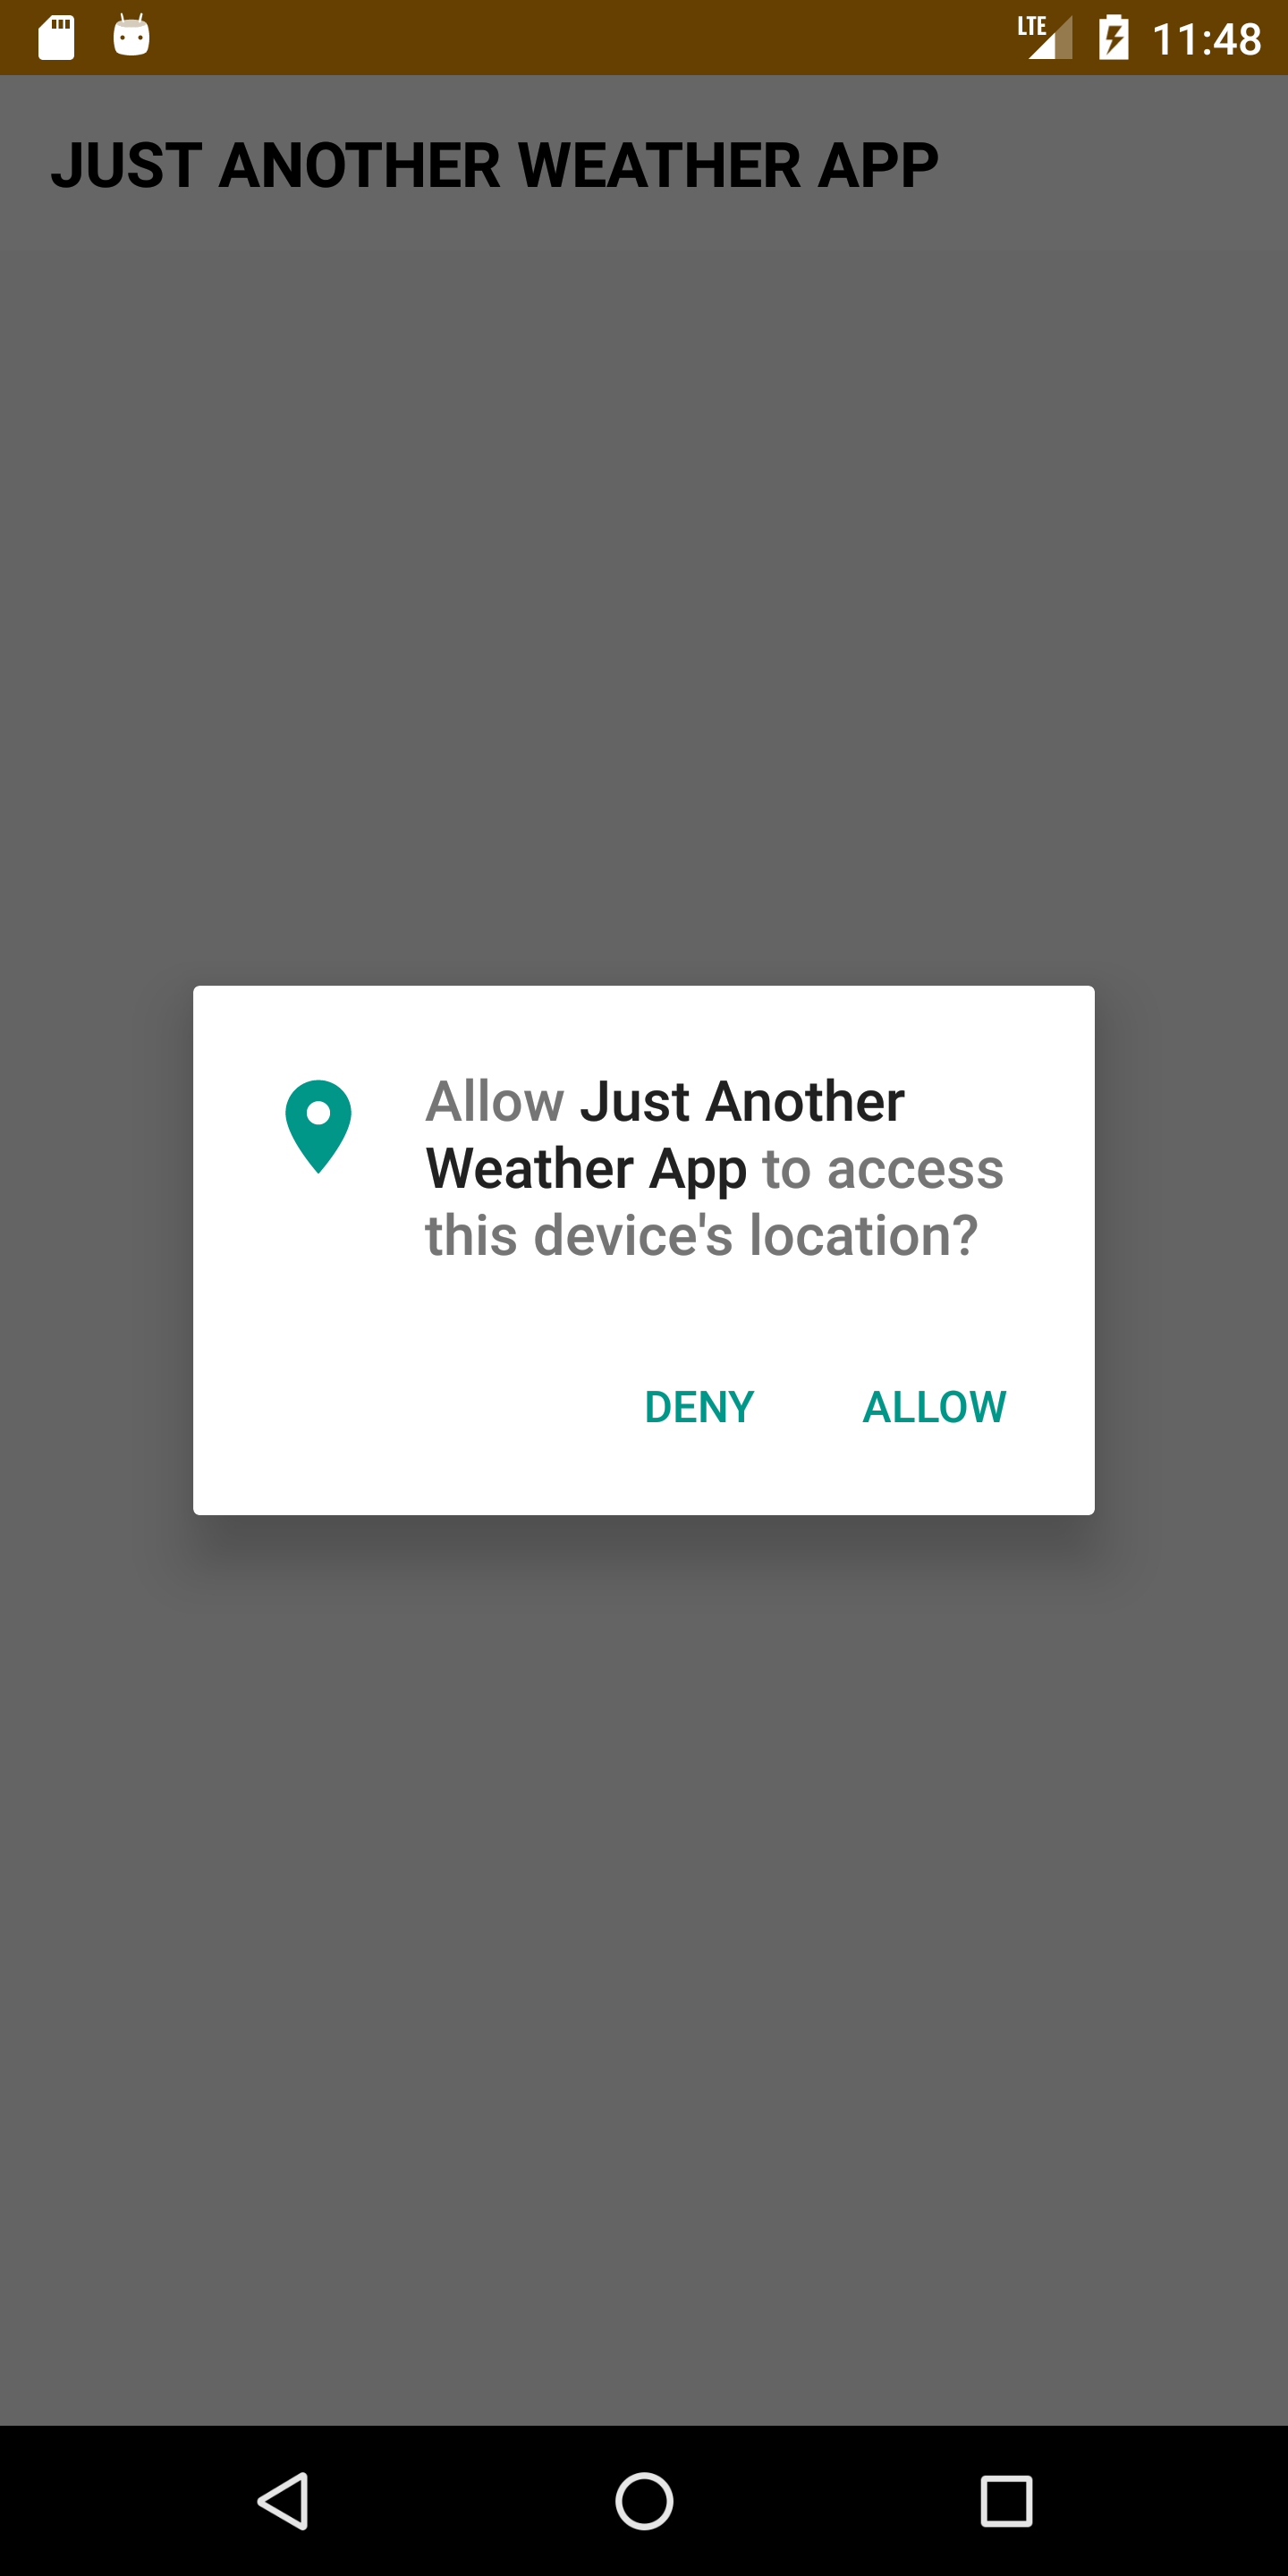 LTE 11:48
JUST ANOTHER WEATHER APP
Allow Just Another
Weather App to access
this device's location?
DENY ALLOW